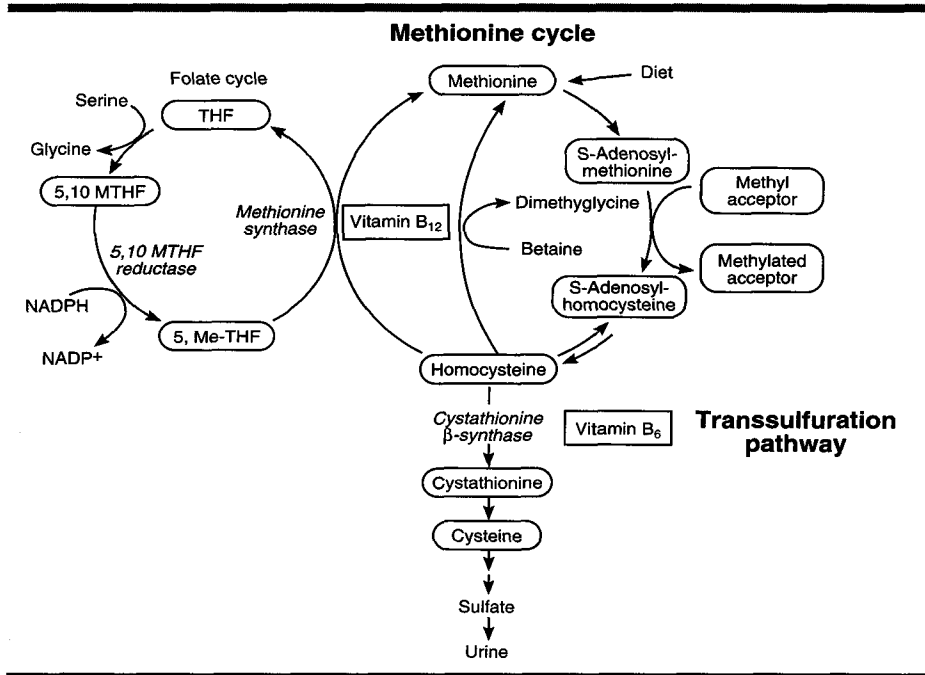 Methionine cycle
Folate cycle
Methionine
Diet
Serine
THF
Glycine
S-Adenosyl-
methionine
5,10 MTHF
Methyl
acceptor
Methionine
synthase
Vitamin B₁₂
Dimethyglycine
Betaine
5,10 MTHF
reductase
Methylated
acceptor
S-Adenosyl-
homocysteine
NADPH
5, Me-THF
NADP+
Homocysteine
Cystathionine
β-synthase
Vitamin B₆
Transsulfuration
pathway
Cystathionine
Cysteine
Sulfate
Urine